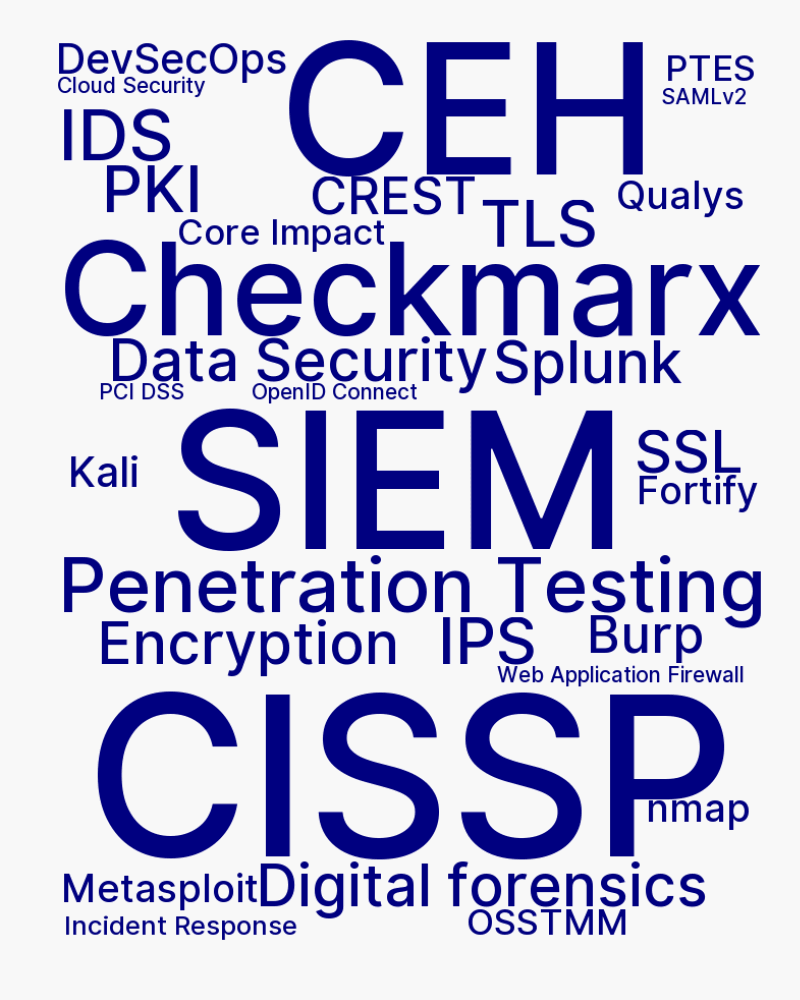 DevSecOps
Cloud Security
CEH
PTES
SAMLv2
IDS
PKI
CREST
Qualys
TLS
Core Impact
Checkmarx
Data Security
Splunk
PCI DSS
OpenID Connect
SIEM
Kali
SSL
Fortify
Penetration Testing
Encryption
IPS
Burp
Web Application Firewall
CISSP
nmap
Metasploit
Digital forensics
Incident Response
OSSTMM